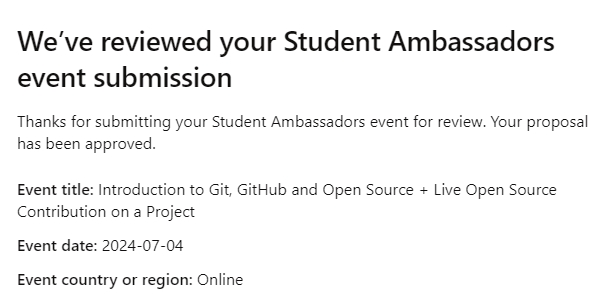 We’ve reviewed your Student Ambassadors
event submission
Thanks for submitting your Student Ambassadors event for review. Your proposal
has been approved.
Event title: Introduction to Git, GitHub and Open Source + Live Open Source
Contribution on a Project
Event date: 2024-07-04
Event country or region: Online